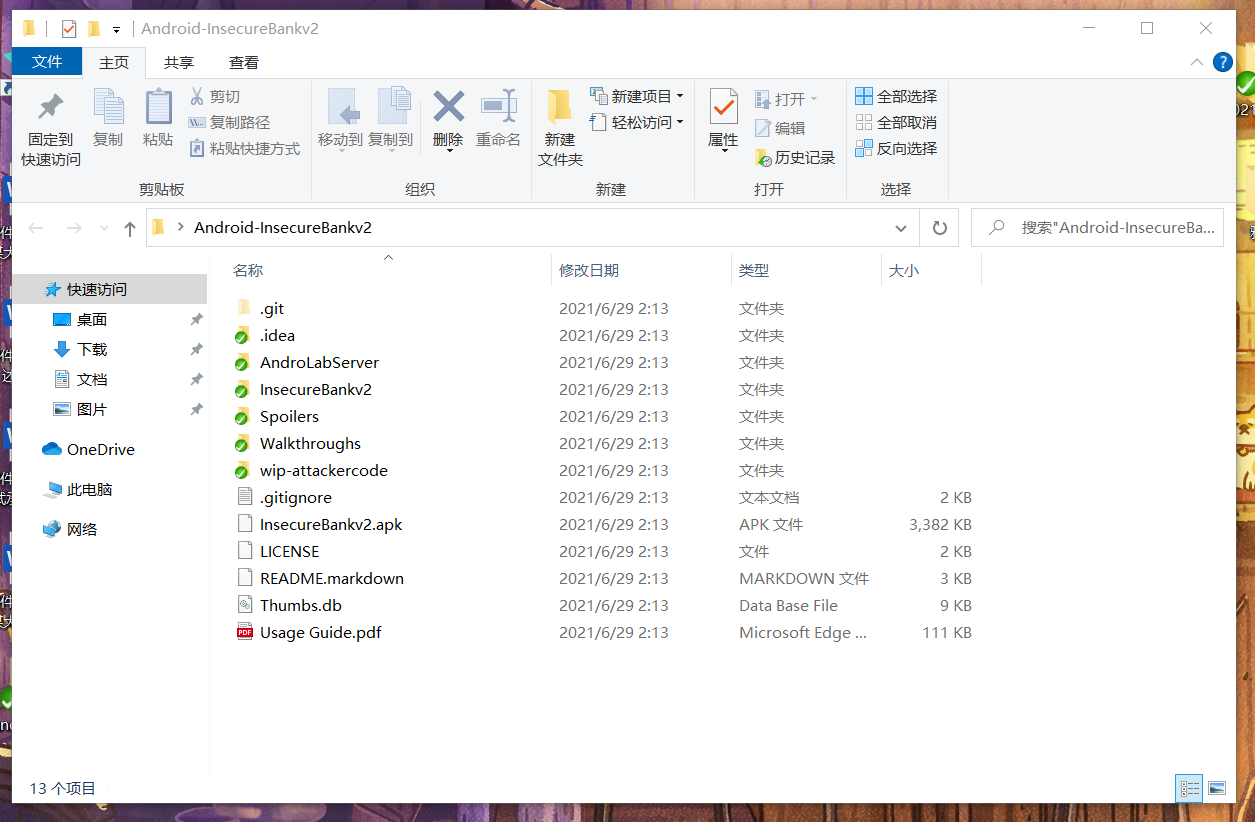 Android-InsecureBankv2
文件 主页 共享 查看
固定到
快速访问
复制
粘贴
剪切
复制路径
粘贴快捷方式
剪贴板
移动到 复制到
删除
重命名
组织
新建
文件夹
新建项目
轻松访问
新建
属性
打开
编辑
历史记录
打开
全部选择
全部取消
反向选择
选择
Android-InsecureBankv2
搜索"Android-InsecureBa...
快速访问
桌面
下载
文档
图片
OneDrive
此电脑
网络
名称 修改日期 类型 大小
.git 2021/6/29 2:13 文件夹
.idea 2021/6/29 2:13 文件夹
AndroLabServer 2021/6/29 2:13 文件夹
InsecureBankv2 2021/6/29 2:13 文件夹
Spoilers 2021/6/29 2:13 文件夹
Walkthroughs 2021/6/29 2:13 文件夹
wip-attackercode 2021/6/29 2:13 文件夹
.gitignore 2021/6/29 2:13 文本文档 2 KB
InsecureBankv2.apk 2021/6/29 2:13 APK 文件 3,382 KB
LICENSE 2021/6/29 2:13 文件 2 KB
README.markdown 2021/6/29 2:13 MARKDOWN 文件 3 KB
Thumbs.db 2021/6/29 2:13 Data Base File 9 KB
Usage Guide.pdf 2021/6/29 2:13 Microsoft Edge ... 111 KB
13 个项目